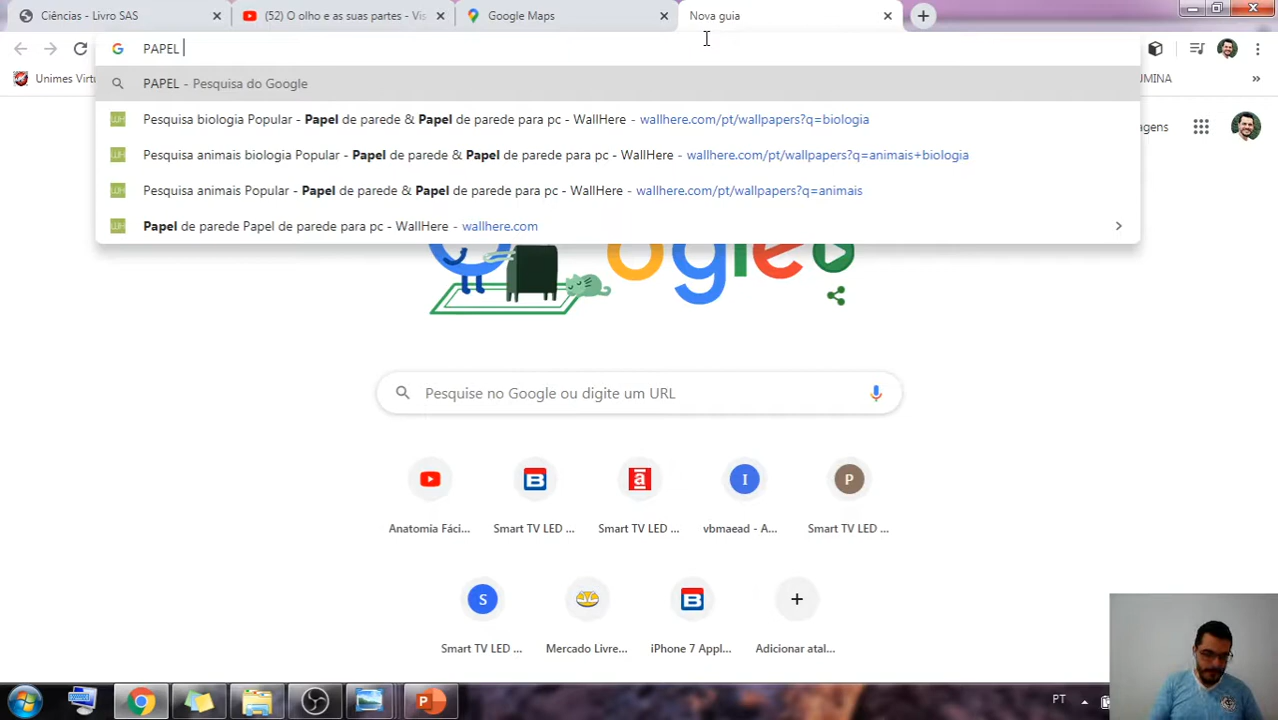 Ciências - Livro SAS
(52) O olho e as suas partes - Vis
Google Maps
Nova guia
PAPEL
Unimes Virtu
UMINA
»
PAPEL - Pesquisa do Google
Pesquisa biologia Popular - Papel de parede & Papel de parede para pc - WallHere - wallhere.com/pt/wallpapers?q=biologia
Pesquisa animais biologia Popular - Papel de parede & Papel de parede para pc - WallHere - wallhere.com/pt/wallpapers?q=animais+biologia
agens
Pesquisa animais Popular - Papel de parede & Papel de parede para pc - WallHere - wallhere.com/pt/wallpapers?q=animais
Papel de parede Papel de parede para pc - WallHere - wallhere.com
Pesquise no Google ou digite um URL
Anatomia Fáci...
Smart TV LED ...
Smart TV LED ...
vbmaead - A...
Smart TV LED ...
Smart TV LED ...
Mercado Livre...
iPhone 7 Appl...
Adicionar atal...
PT